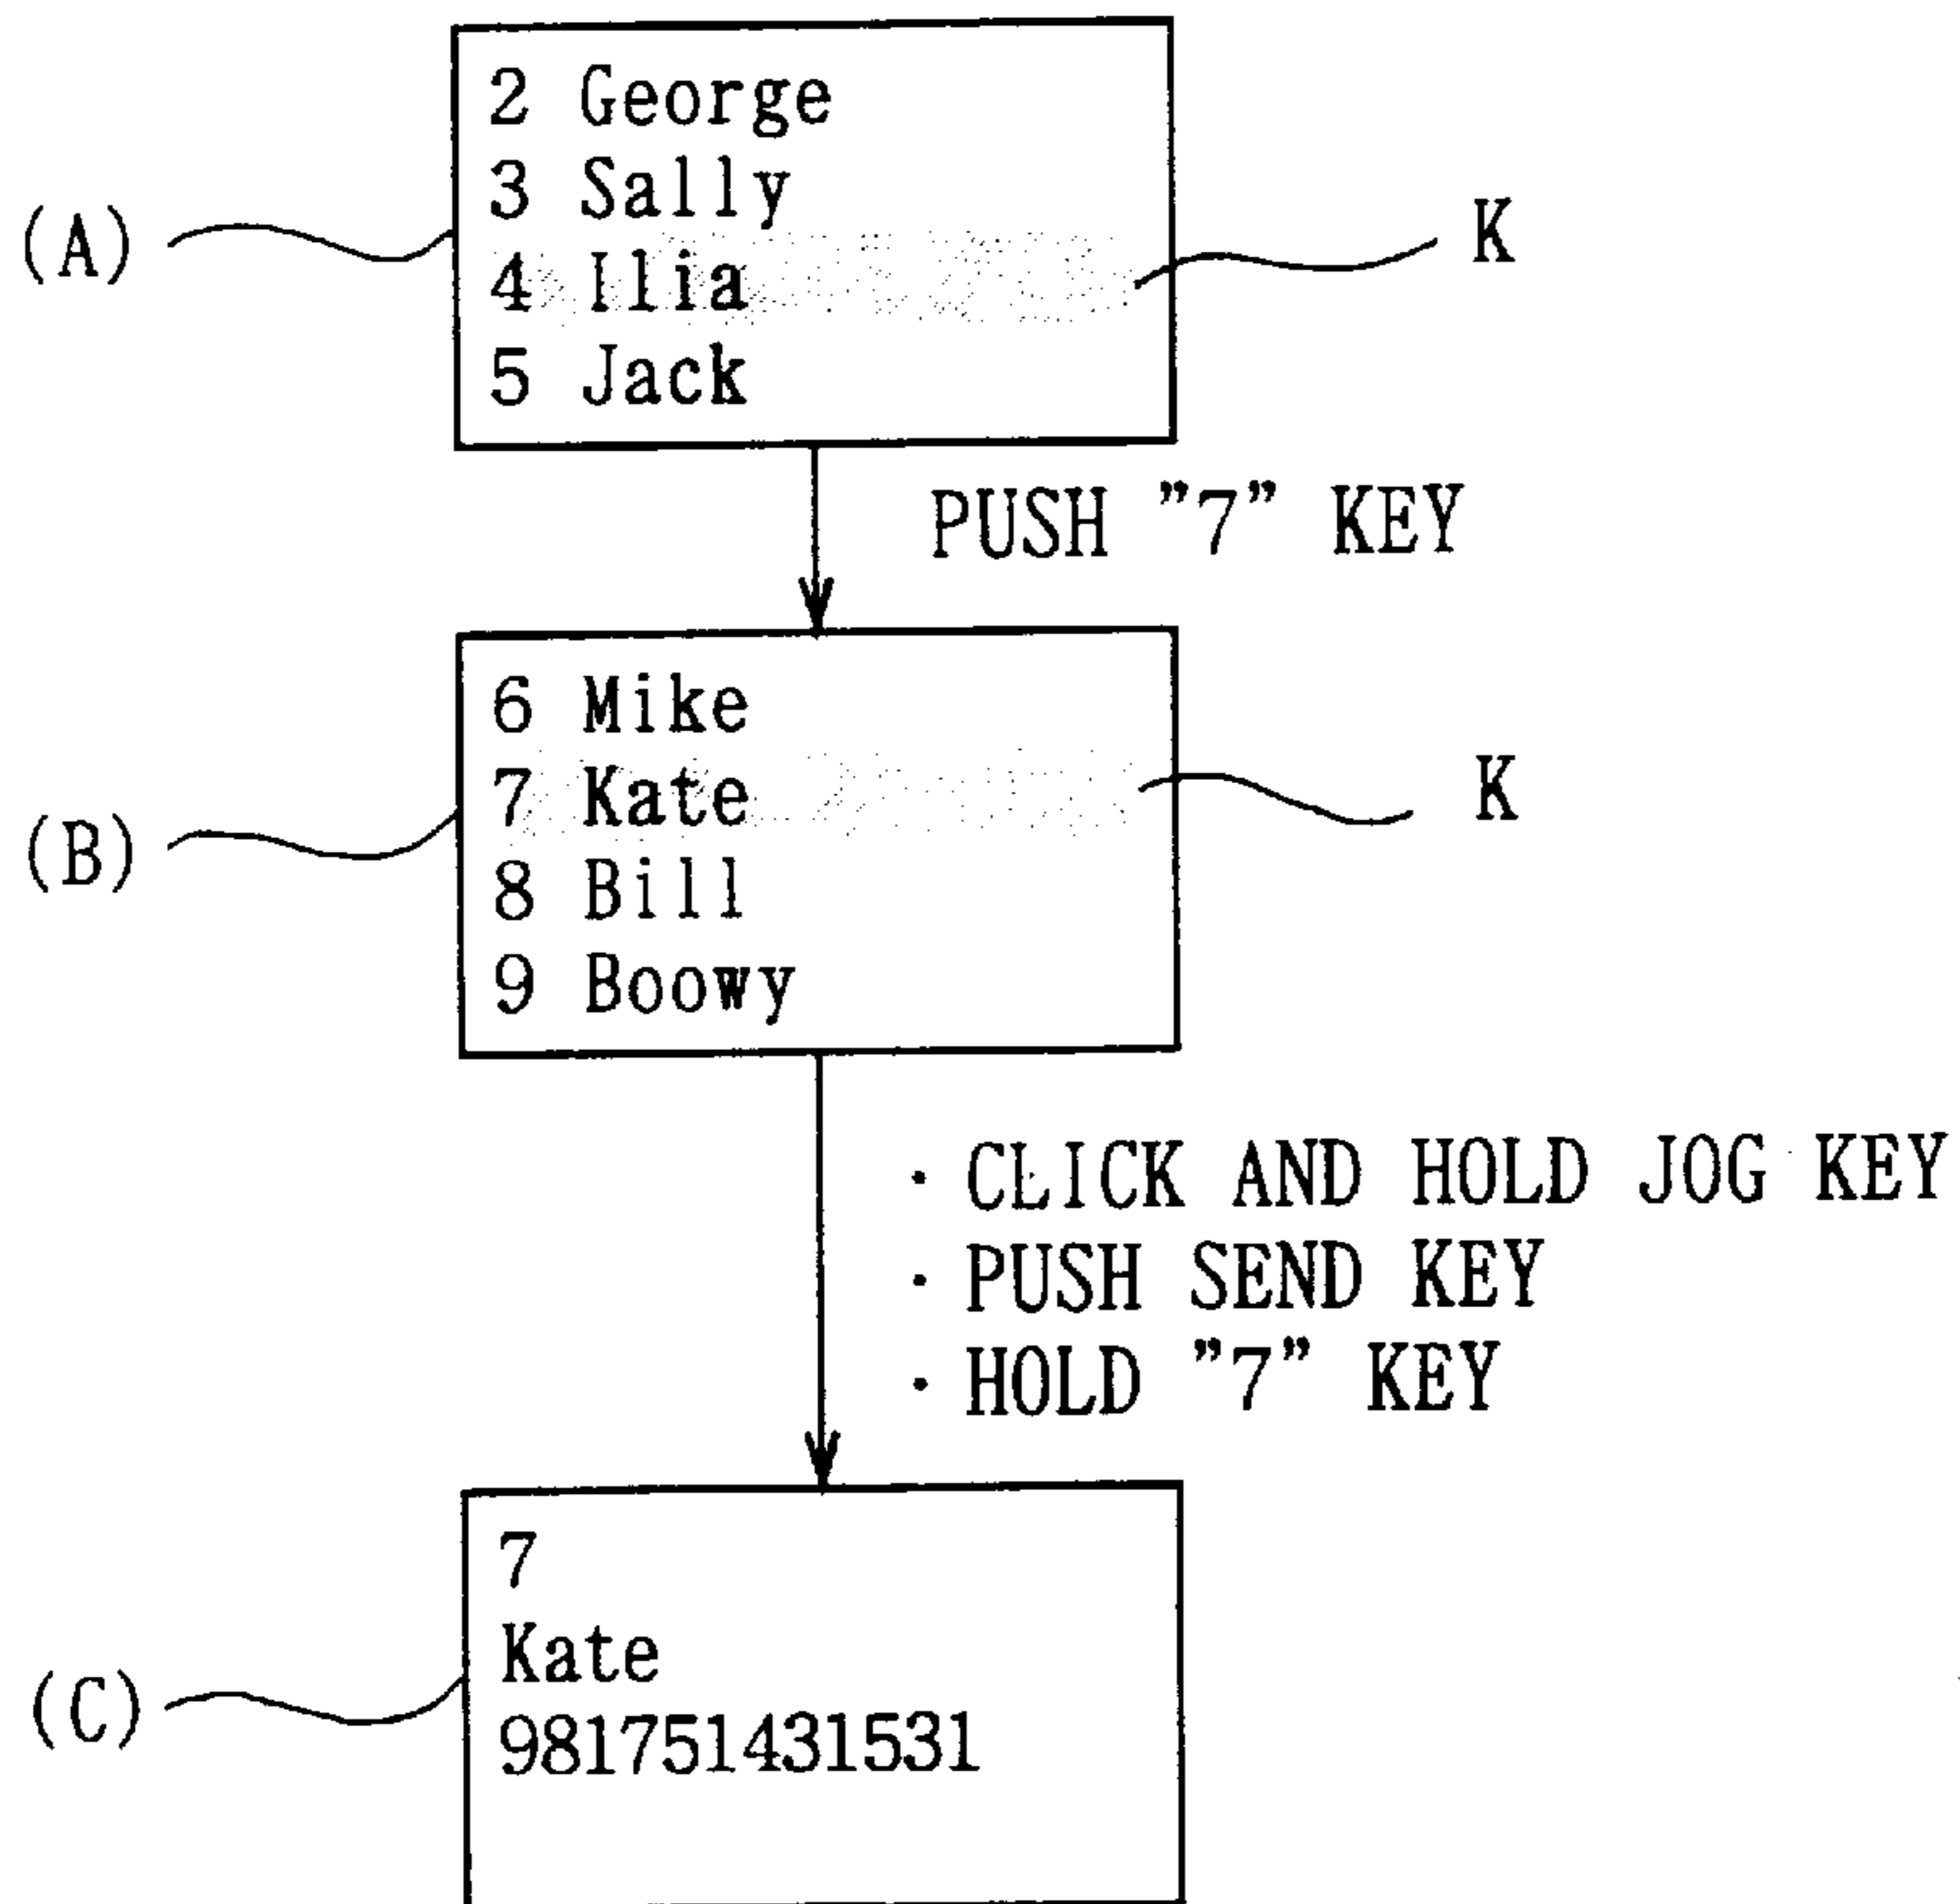 2 George
3 Sally
(A)
K
4 Ilia
5 Jack
PUSH ”7” KEY
6 Mike
7 Kate
K
(B)
8 Bill
9 Boowy
· CLICK AND HOLD JOG KEY
· PUSH SEND KEY
· HOLD ”7” KEY
7
Kate
(C)
981751431531